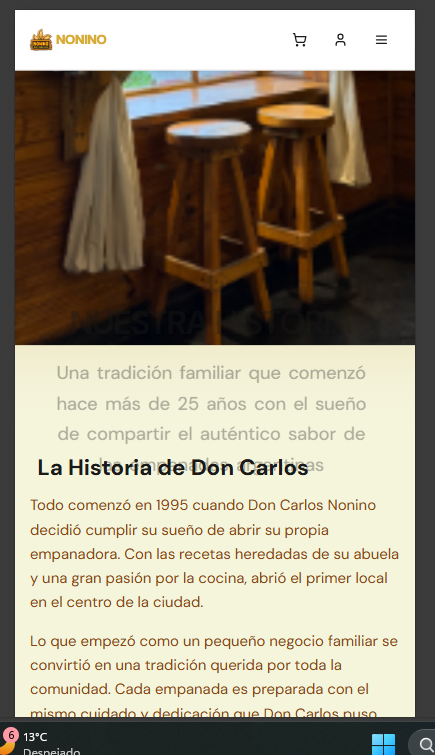 NONINO
NUESTRA HISTORIA
Una tradición familiar que comenzó
hace más de 25 años con el sueño
de compartir el auténtico sabor de
las empanadas argentinas
La Historia de Don Carlos
Todo comenzó en 1995 cuando Don Carlos Nonino
decidió cumplir su sueño de abrir su propia
empanadora. Con las recetas heredadas de su abuela
y una gran pasión por la cocina, abrió el primer local
en el centro de la ciudad.
Lo que empezó como un pequeño negocio familiar se
convirtió en una tradición querida por toda la
comunidad. Cada empanada es preparada con el
mismo cuidado y dedicación que Don Carlos puso
6
13°C
Despejado